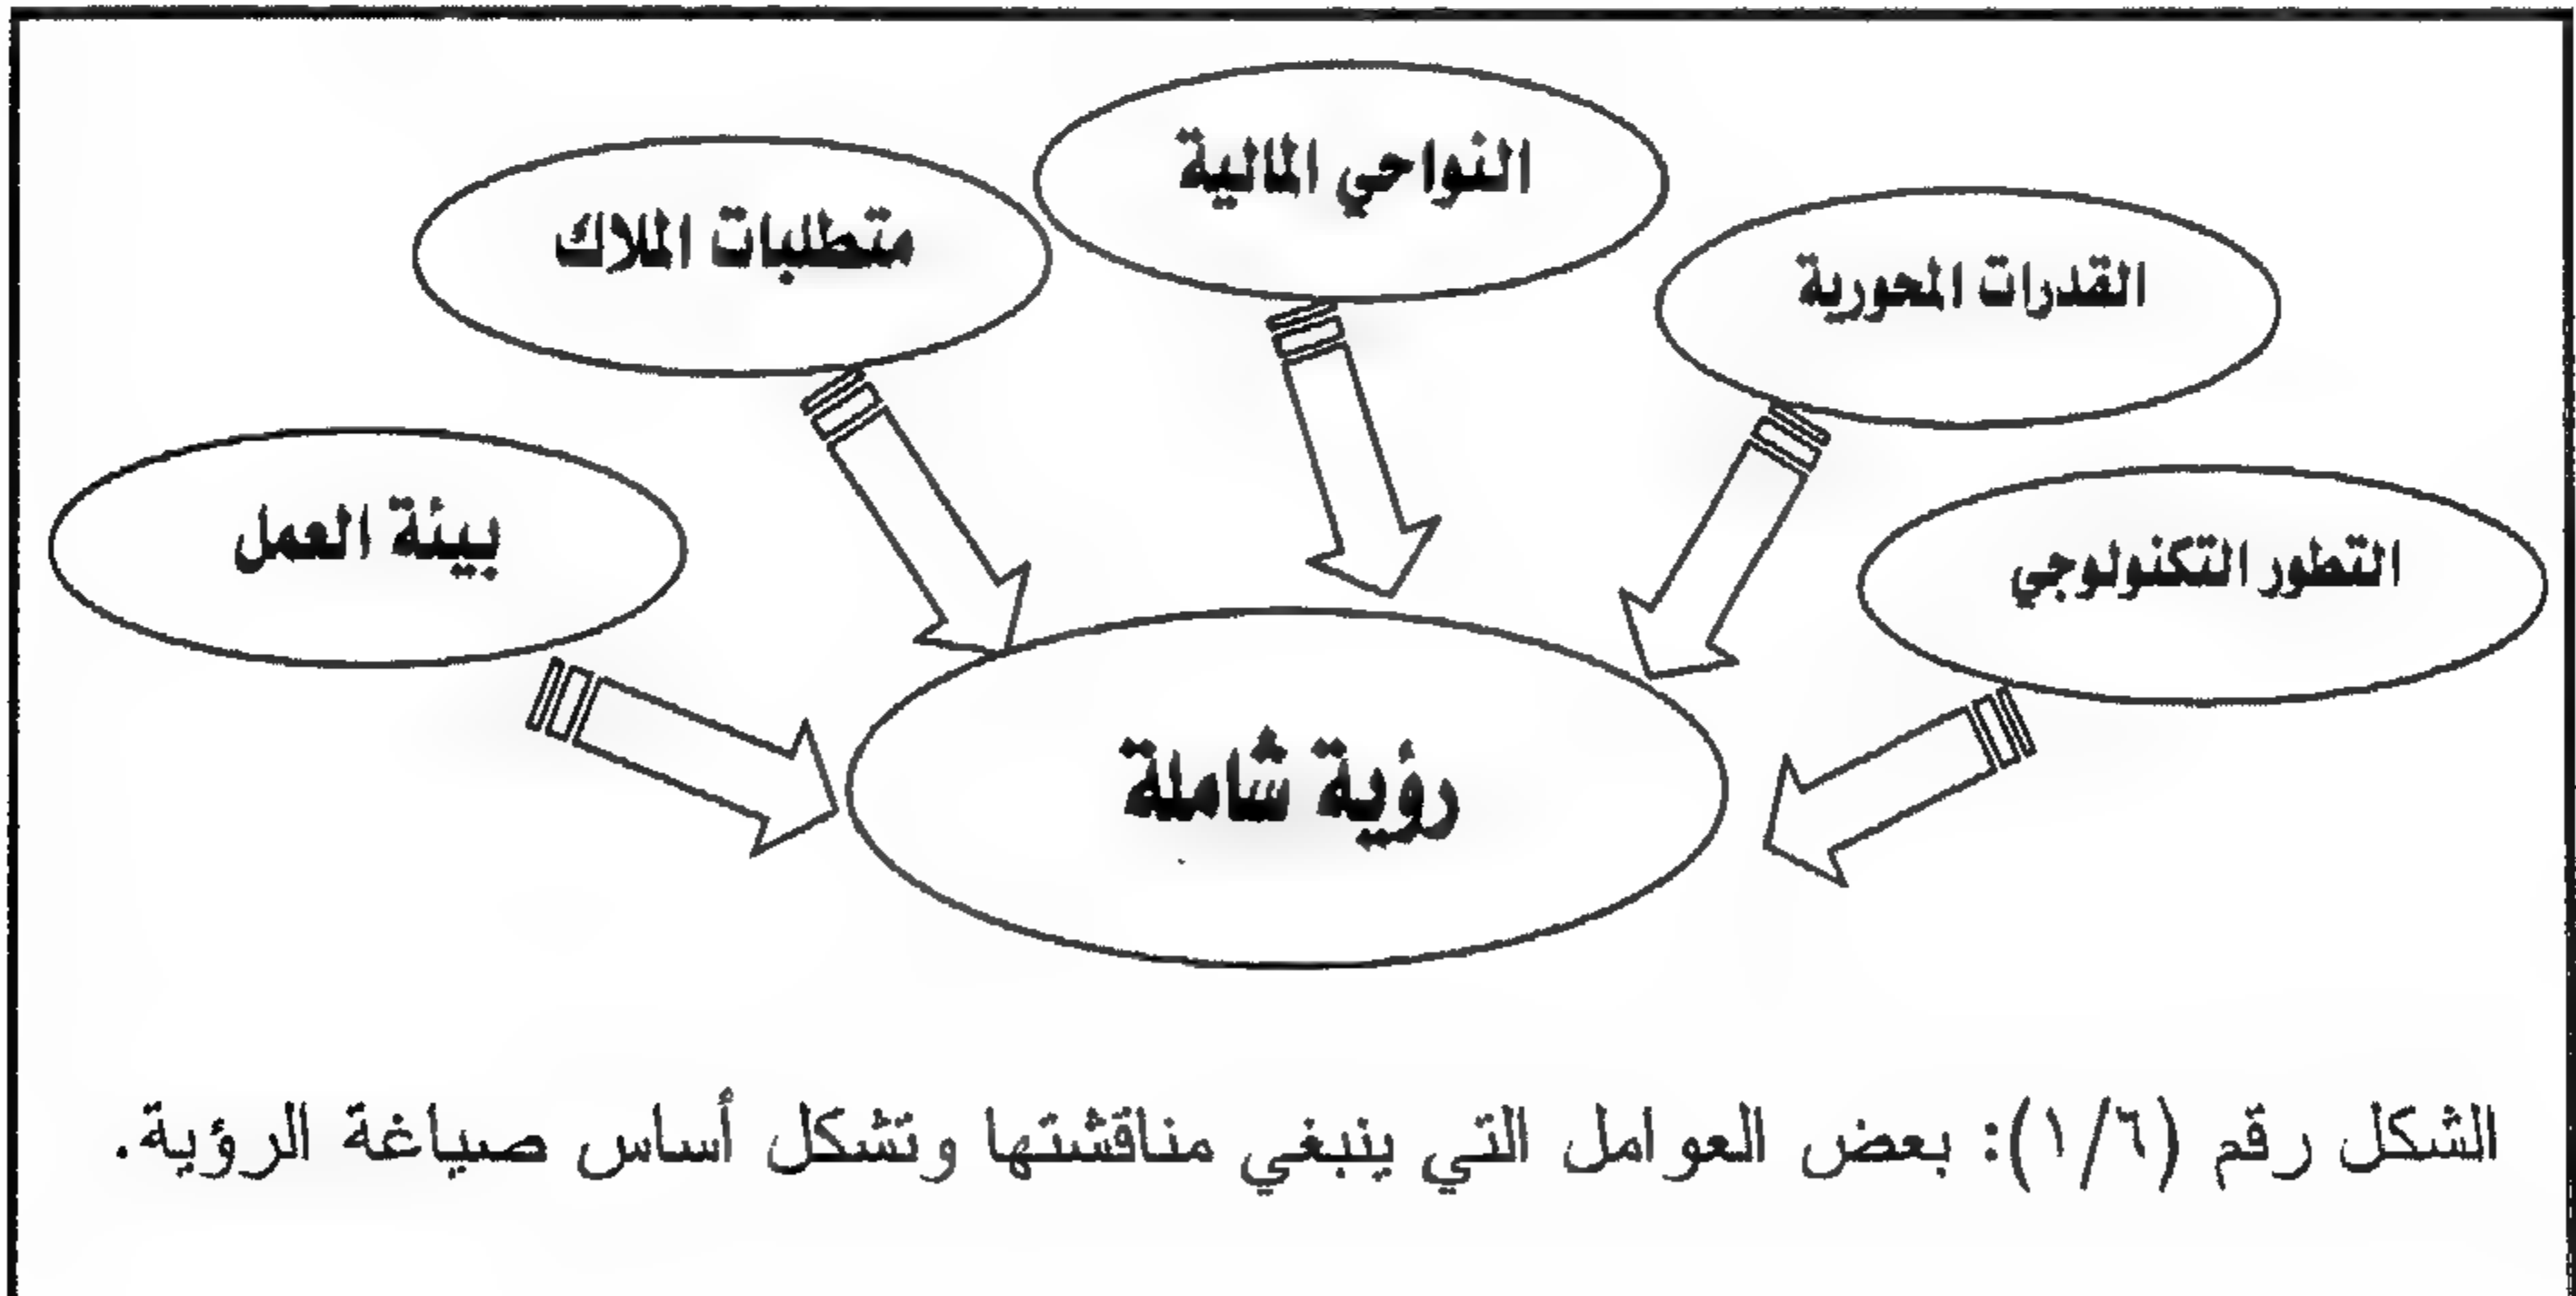 النواحي المالية
متطلبات الملاك
القدرات المحورية
بيئة العمل
التطور التكنولوجي
رؤية شاملة
الشكل رقم (١/٦): بعض العوامل التي ينبغي مناقشتها وتشكل أساس صياغة الرؤية.